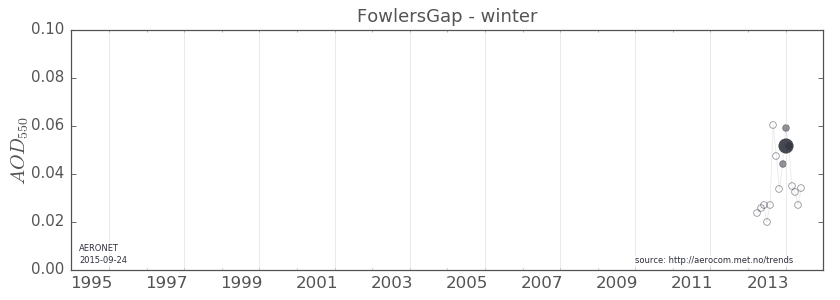 FowlersGap - winter
0.10
0.08
0.06
0.04
0.02
0.00
AOD550
AERONET
2015-09-24
source: http://aerocom.met.no/trends
1995 1997 1999 2001 2003 2005 2007 2009 2011 2013